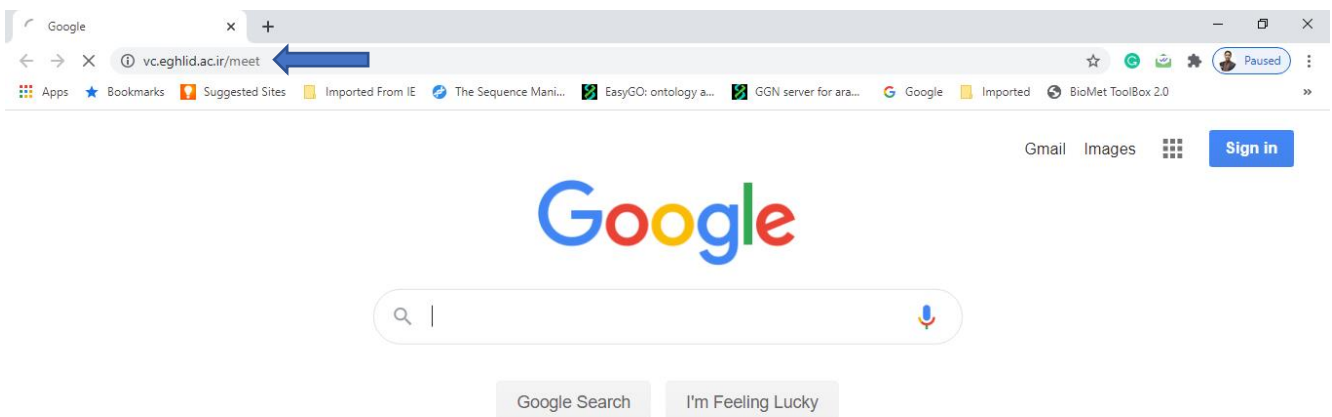 Google
vc.eghlid.ac.ir/meet Paused
Apps Bookmarks Suggested Sites Imported From IE The Sequence Mani... EasyGO: ontology a... GGN server for ara... Google Imported BioMet ToolBox 2.0 »
Gmail Images Sign in
Google
Google Search I'm Feeling Lucky